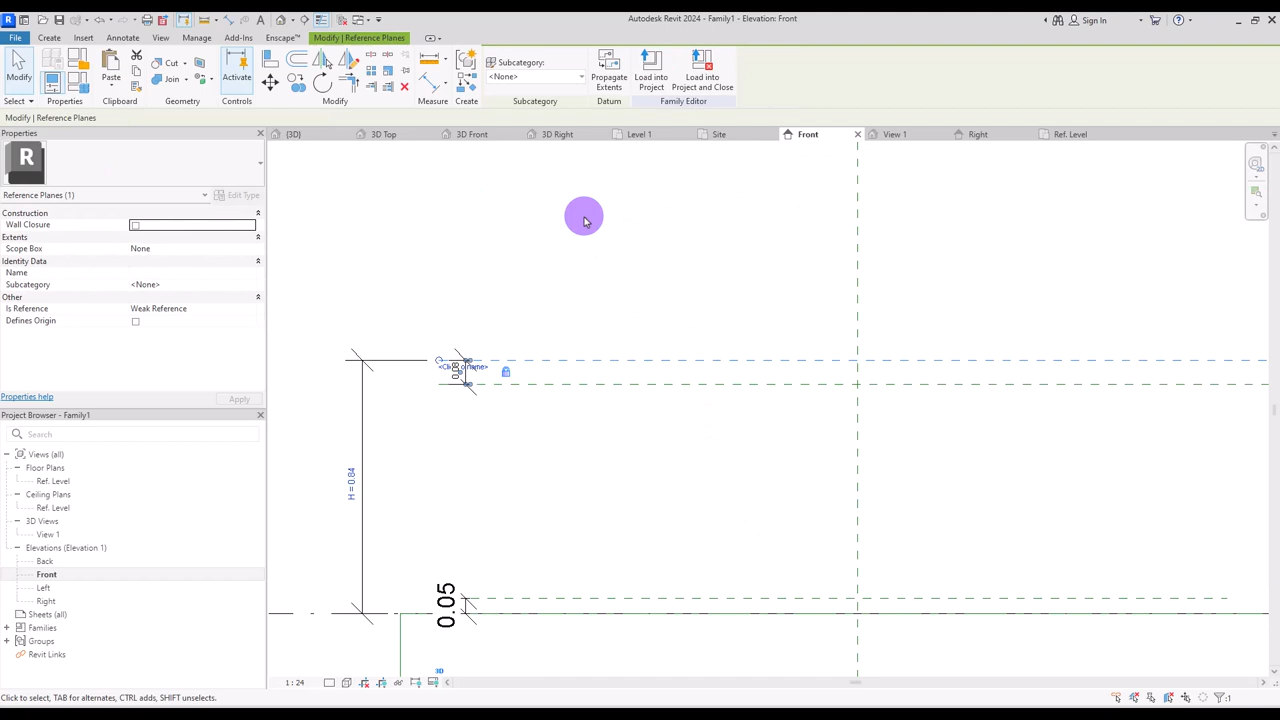 Autodesk Revit 2024 - Family1 - Elevation: Front
Sign In
File
Create
Insert
Annotate
View
Manage
Add-Ins
Enscape™
Modify | Reference Planes
Modify
Paste
Cut
Join
Activate
Subcategory:
<None>
Propagate
Extents
Load into
Project
Load into
Project and Close
Select
Properties
Clipboard
Geometry
Controls
Modify
Measure
Create
Subcategory
Datum
Family Editor
Modify | Reference Planes
Properties
{3D}
3D Top
3D Front
3D Right
Level 1
Site
Front
View 1
Right
Ref. Level
R
Reference Planes (1)
Edit Type
Construction
Wall Closure
Extents
Scope Box None
Identity Data
Name
Subcategory <None>
Other
Is Reference Weak Reference
Defines Origin
Properties help
Apply
Project Browser - Family1
Search
Views (all)
Floor Plans
Ref. Level
Ceiling Plans
Ref. Level
3D Views
View 1
Elevations (Elevation 1)
Back
Front
Left
Right
Sheets (all)
Families
Groups
Revit Links
0.08
H = 0.84
0.05
3D
1 : 24
Click to select, TAB for alternates, CTRL adds, SHIFT unselects.
:1